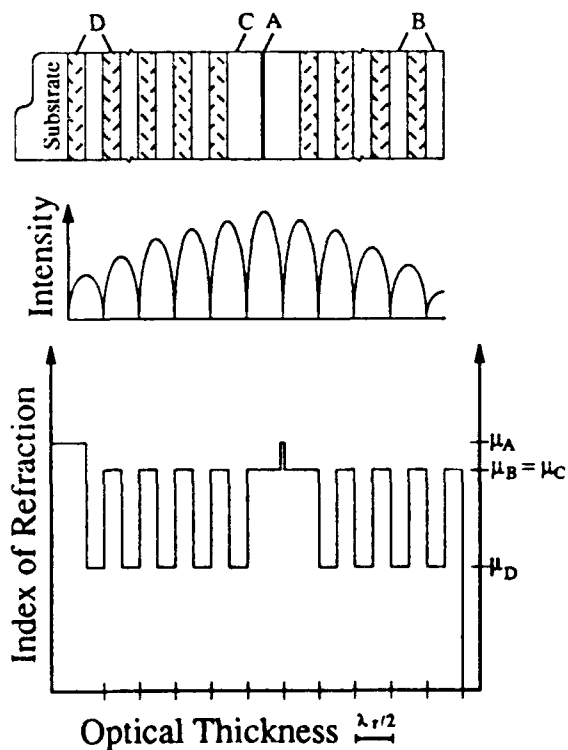 D C A B
Substrate
Intensity
Index of Refraction
μA
μB = μC
μD
Optical Thickness λr/2